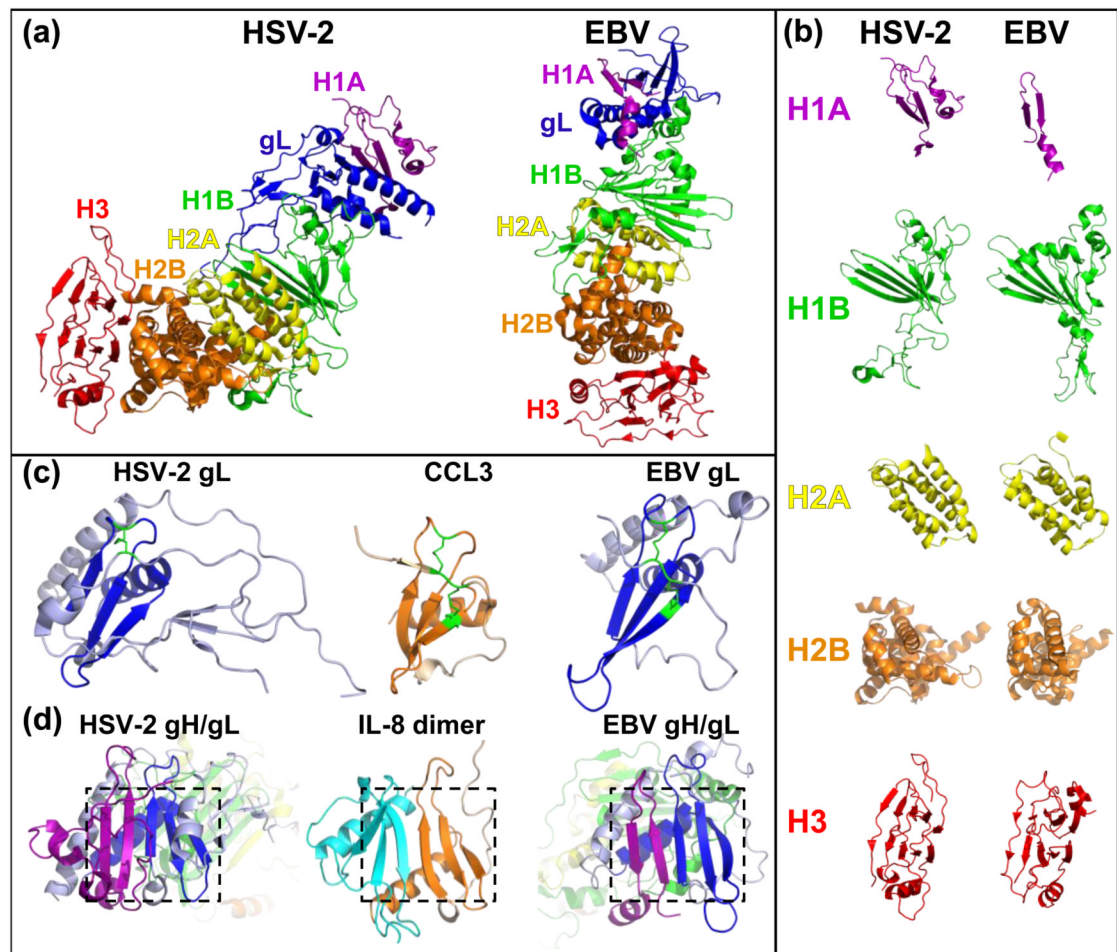 (a)
HSV-2
EBV
H1A
gL
H1B
H3
H2A
H2B
H1A
gL
H1B
H2A
H2B
H3
(b)
HSV-2
EBV
H1A
H1B
H2A
H2B
H3
(c)
HSV-2 gL
CCL3
EBV gL
(d)
HSV-2 gH/gL
IL-8 dimer
EBV gH/gL